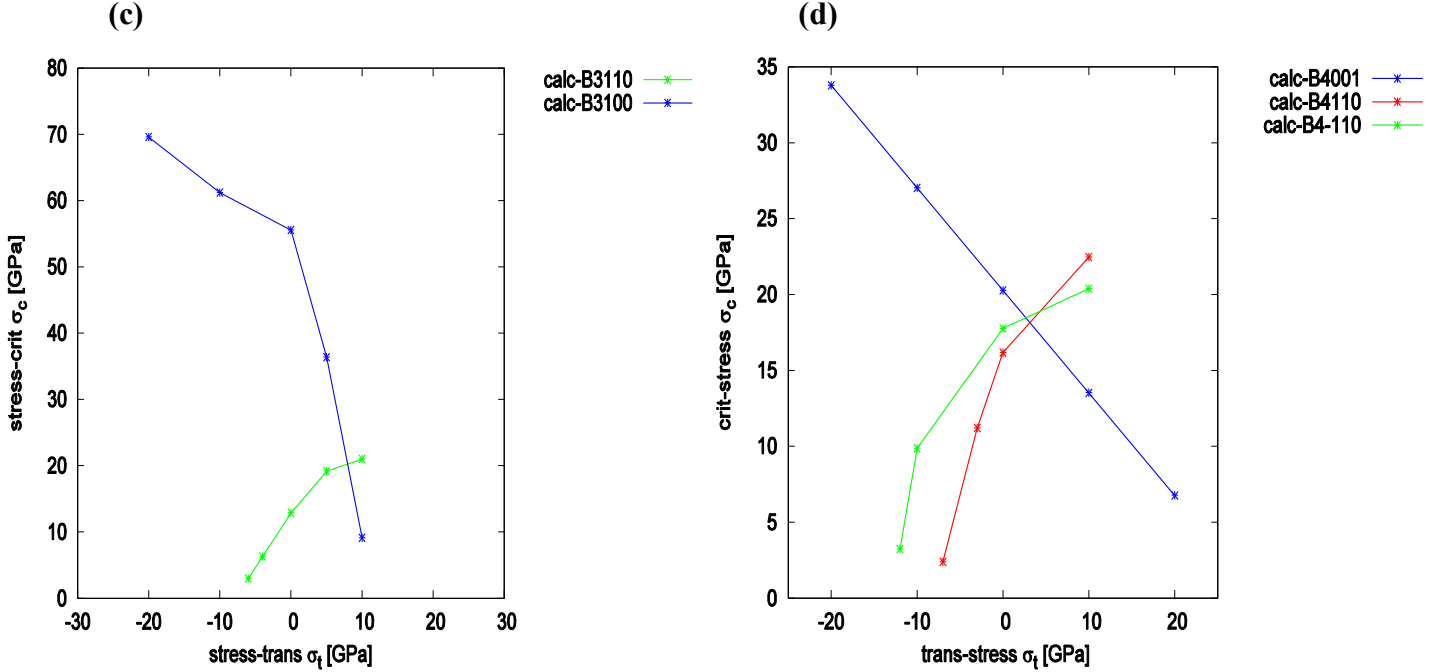 (c)
80
70
60
50
40
30
20
10
0
-30 -20 -10 0 10 20 30
stress-crit σc [GPa]
stress-trans σt [GPa]
calc-B3110
calc-B3100
(d)
35
30
25
20
15
10
5
0
-20 -10 0 10 20
crit-stress σc [GPa]
trans-stress σt [GPa]
calc-B4001
calc-B4110
calc-B4-110